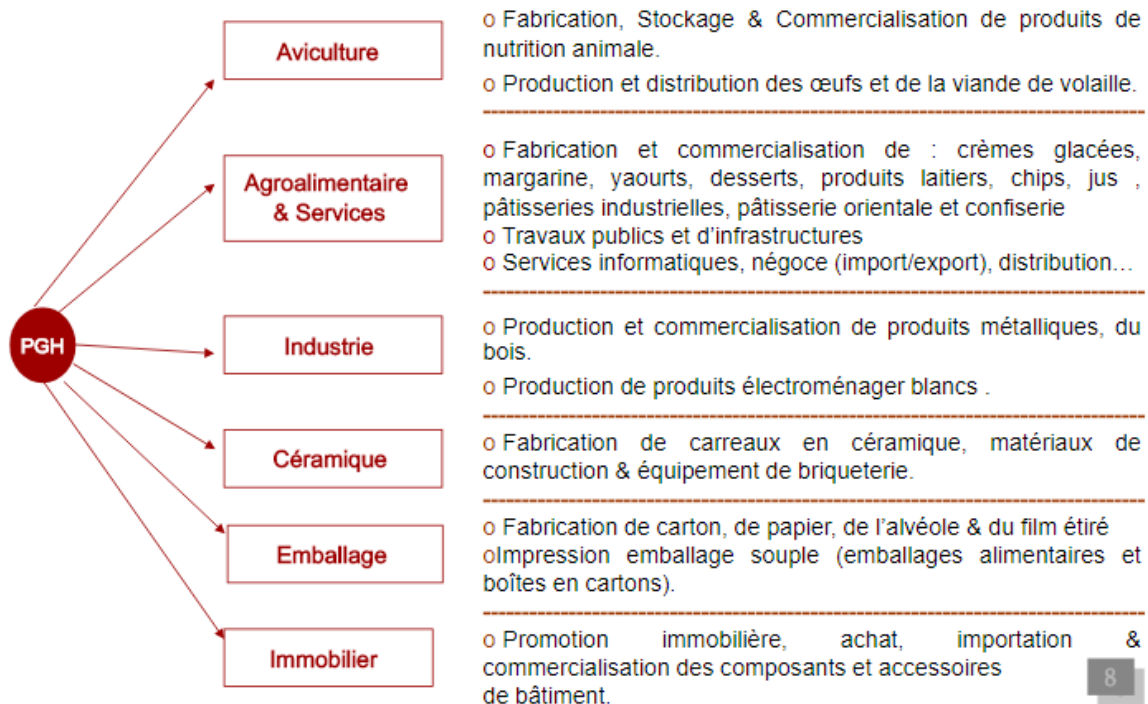 PGH
Aviculture
o Fabrication, Stockage & Commercialisation de produits de
nutrition animale.
o Production et distribution des œufs et de la viande de volaille.
Agroalimentaire
& Services
o Fabrication et commercialisation de : crèmes glacées,
margarine, yaourts, desserts, produits laitiers, chips, jus ,
pâtisseries industrielles, pâtisserie orientale et confiserie
o Travaux publics et d’infrastructures
o Services informatiques, négoce (import/export), distribution…
Industrie
o Production et commercialisation de produits métalliques, du
bois.
o Production de produits électroménager blancs .
Céramique
o Fabrication de carreaux en céramique, matériaux de
construction & équipement de briqueterie.
Emballage
o Fabrication de carton, de papier, de l’alvéole & du film étiré
oImpression emballage souple (emballages alimentaires et
boîtes en cartons).
Immobilier
o Promotion immobilière, achat, importation &
commercialisation des composants et accessoires
de bâtiment.
8